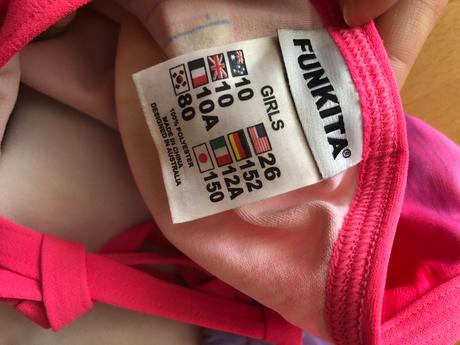 FUNKITA®
GIRLS
10 26
10 152
10A 12A
80 150
100% POLYESTER
MADE IN CHINA
DESIGNED IN AUSTRALIA